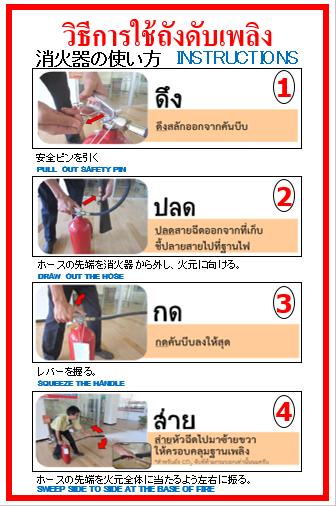 วิธีการใช้ถังดับเพลิง
消火器の使い方 INSTRUCTIONS
1
ดึง
ดึงสลักออกจากคันบีบ
安全ピンを引く
PULL OUT SAFETY PIN
2
ปลด
ปลดสายฉีดออกจากที่เก็บ
ชี้ปลายสายไปที่ฐานไฟ
ホースの先端を消火器から外し、火元に向ける。
DRAW OUT THE HOSE
3
กด
กดคันบีบลงให้สุด
レバーを握る。
SQUEEZE THE HANDLE
4
ส่าย
ส่ายหัวฉีดไปมาซ้ายขวา
ให้ครอบคลุมฐานเพลิง
ホースの先端を火元全体に当たるよう左右に振る。
SWEEP SIDE TO SIDE AT THE BASE OF FIRE